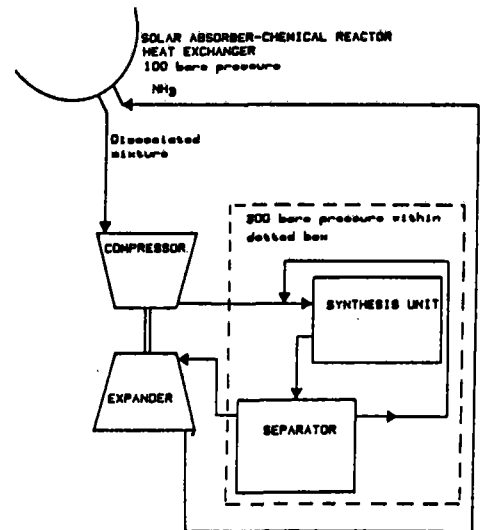 SOLAR ABSORBER-CHEMICAL REACTOR
HEAT EXCHANGER
100 bars pressure
NH3
Dissociated
mixture
300 bars pressure within
dotted box
COMPRESSOR
SYNTHESIS UNIT
EXPANDER
SEPARATOR